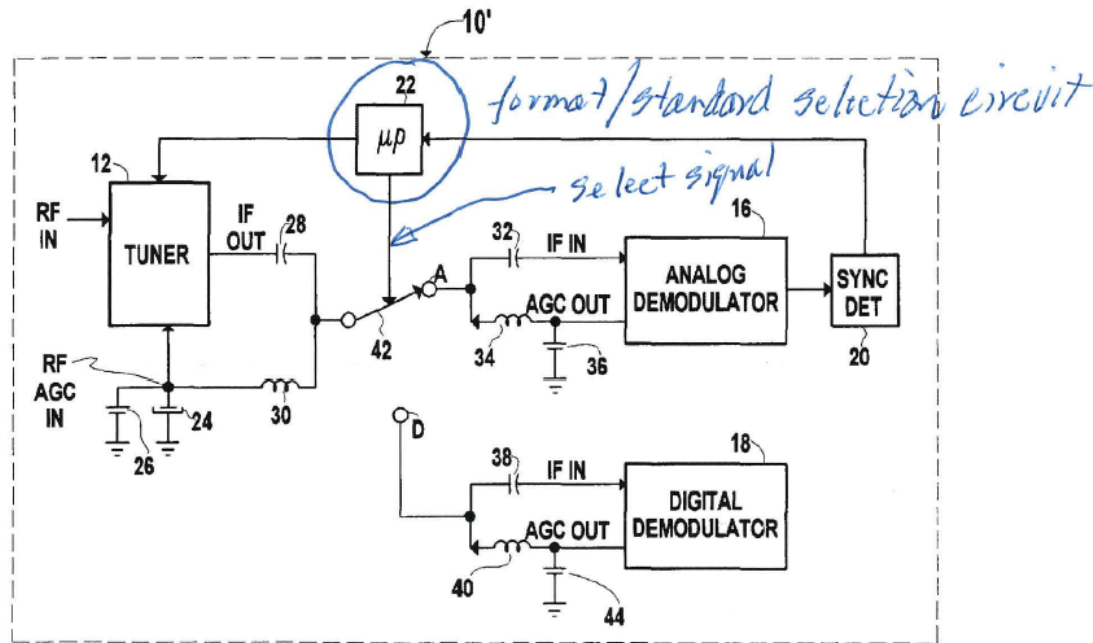 10'
22
format/standard selection circuit
μp
select signal
12
RF IN
TUNER
IF OUT
28
A
42
32
IF IN
16
ANALOG DEMODULATOR
AGC OUT
34
36
SYNC DET
20
RF AGC IN
30
24
26
D
38
IF IN
18
DIGITAL DEMODULATOR
AGC OUT
40
44